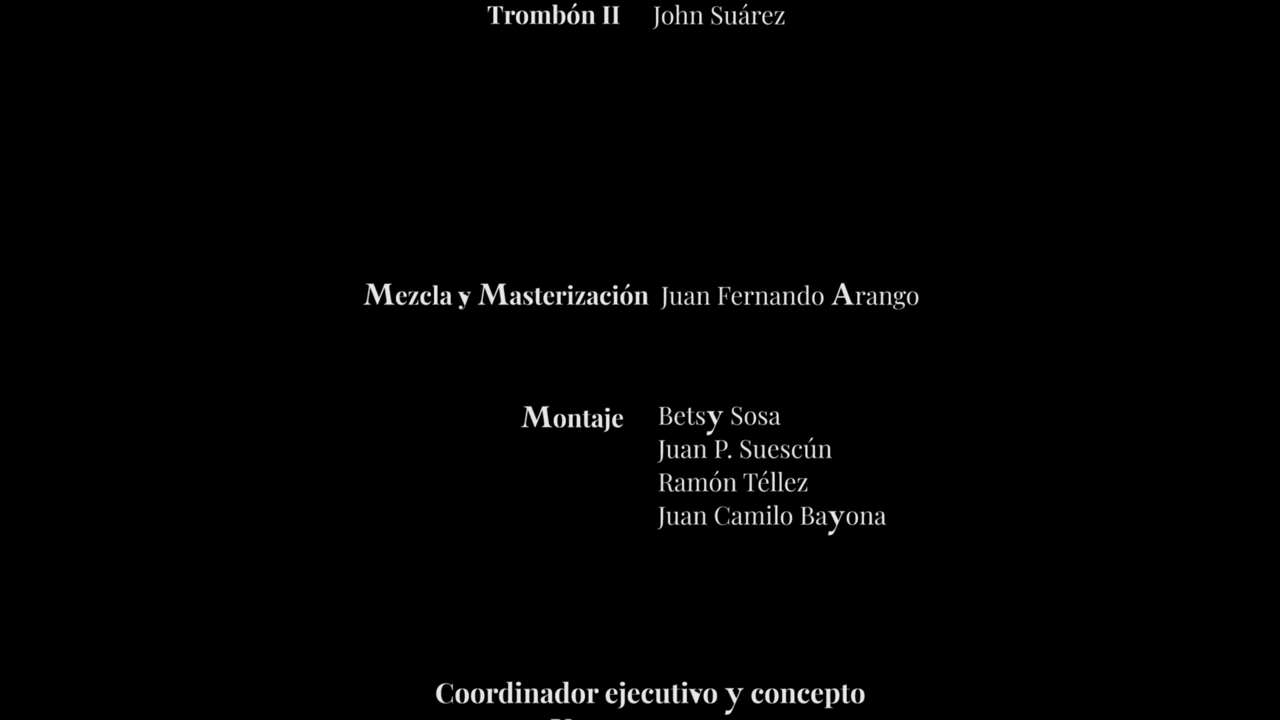 Trombón II John Suárez
Mezcla y Masterización Juan Fernando Arango
Montaje Betsy Sosa
Juan P. Suescún
Ramón Téllez
Juan Camilo Bayona
Coordinador ejecutivo y concepto